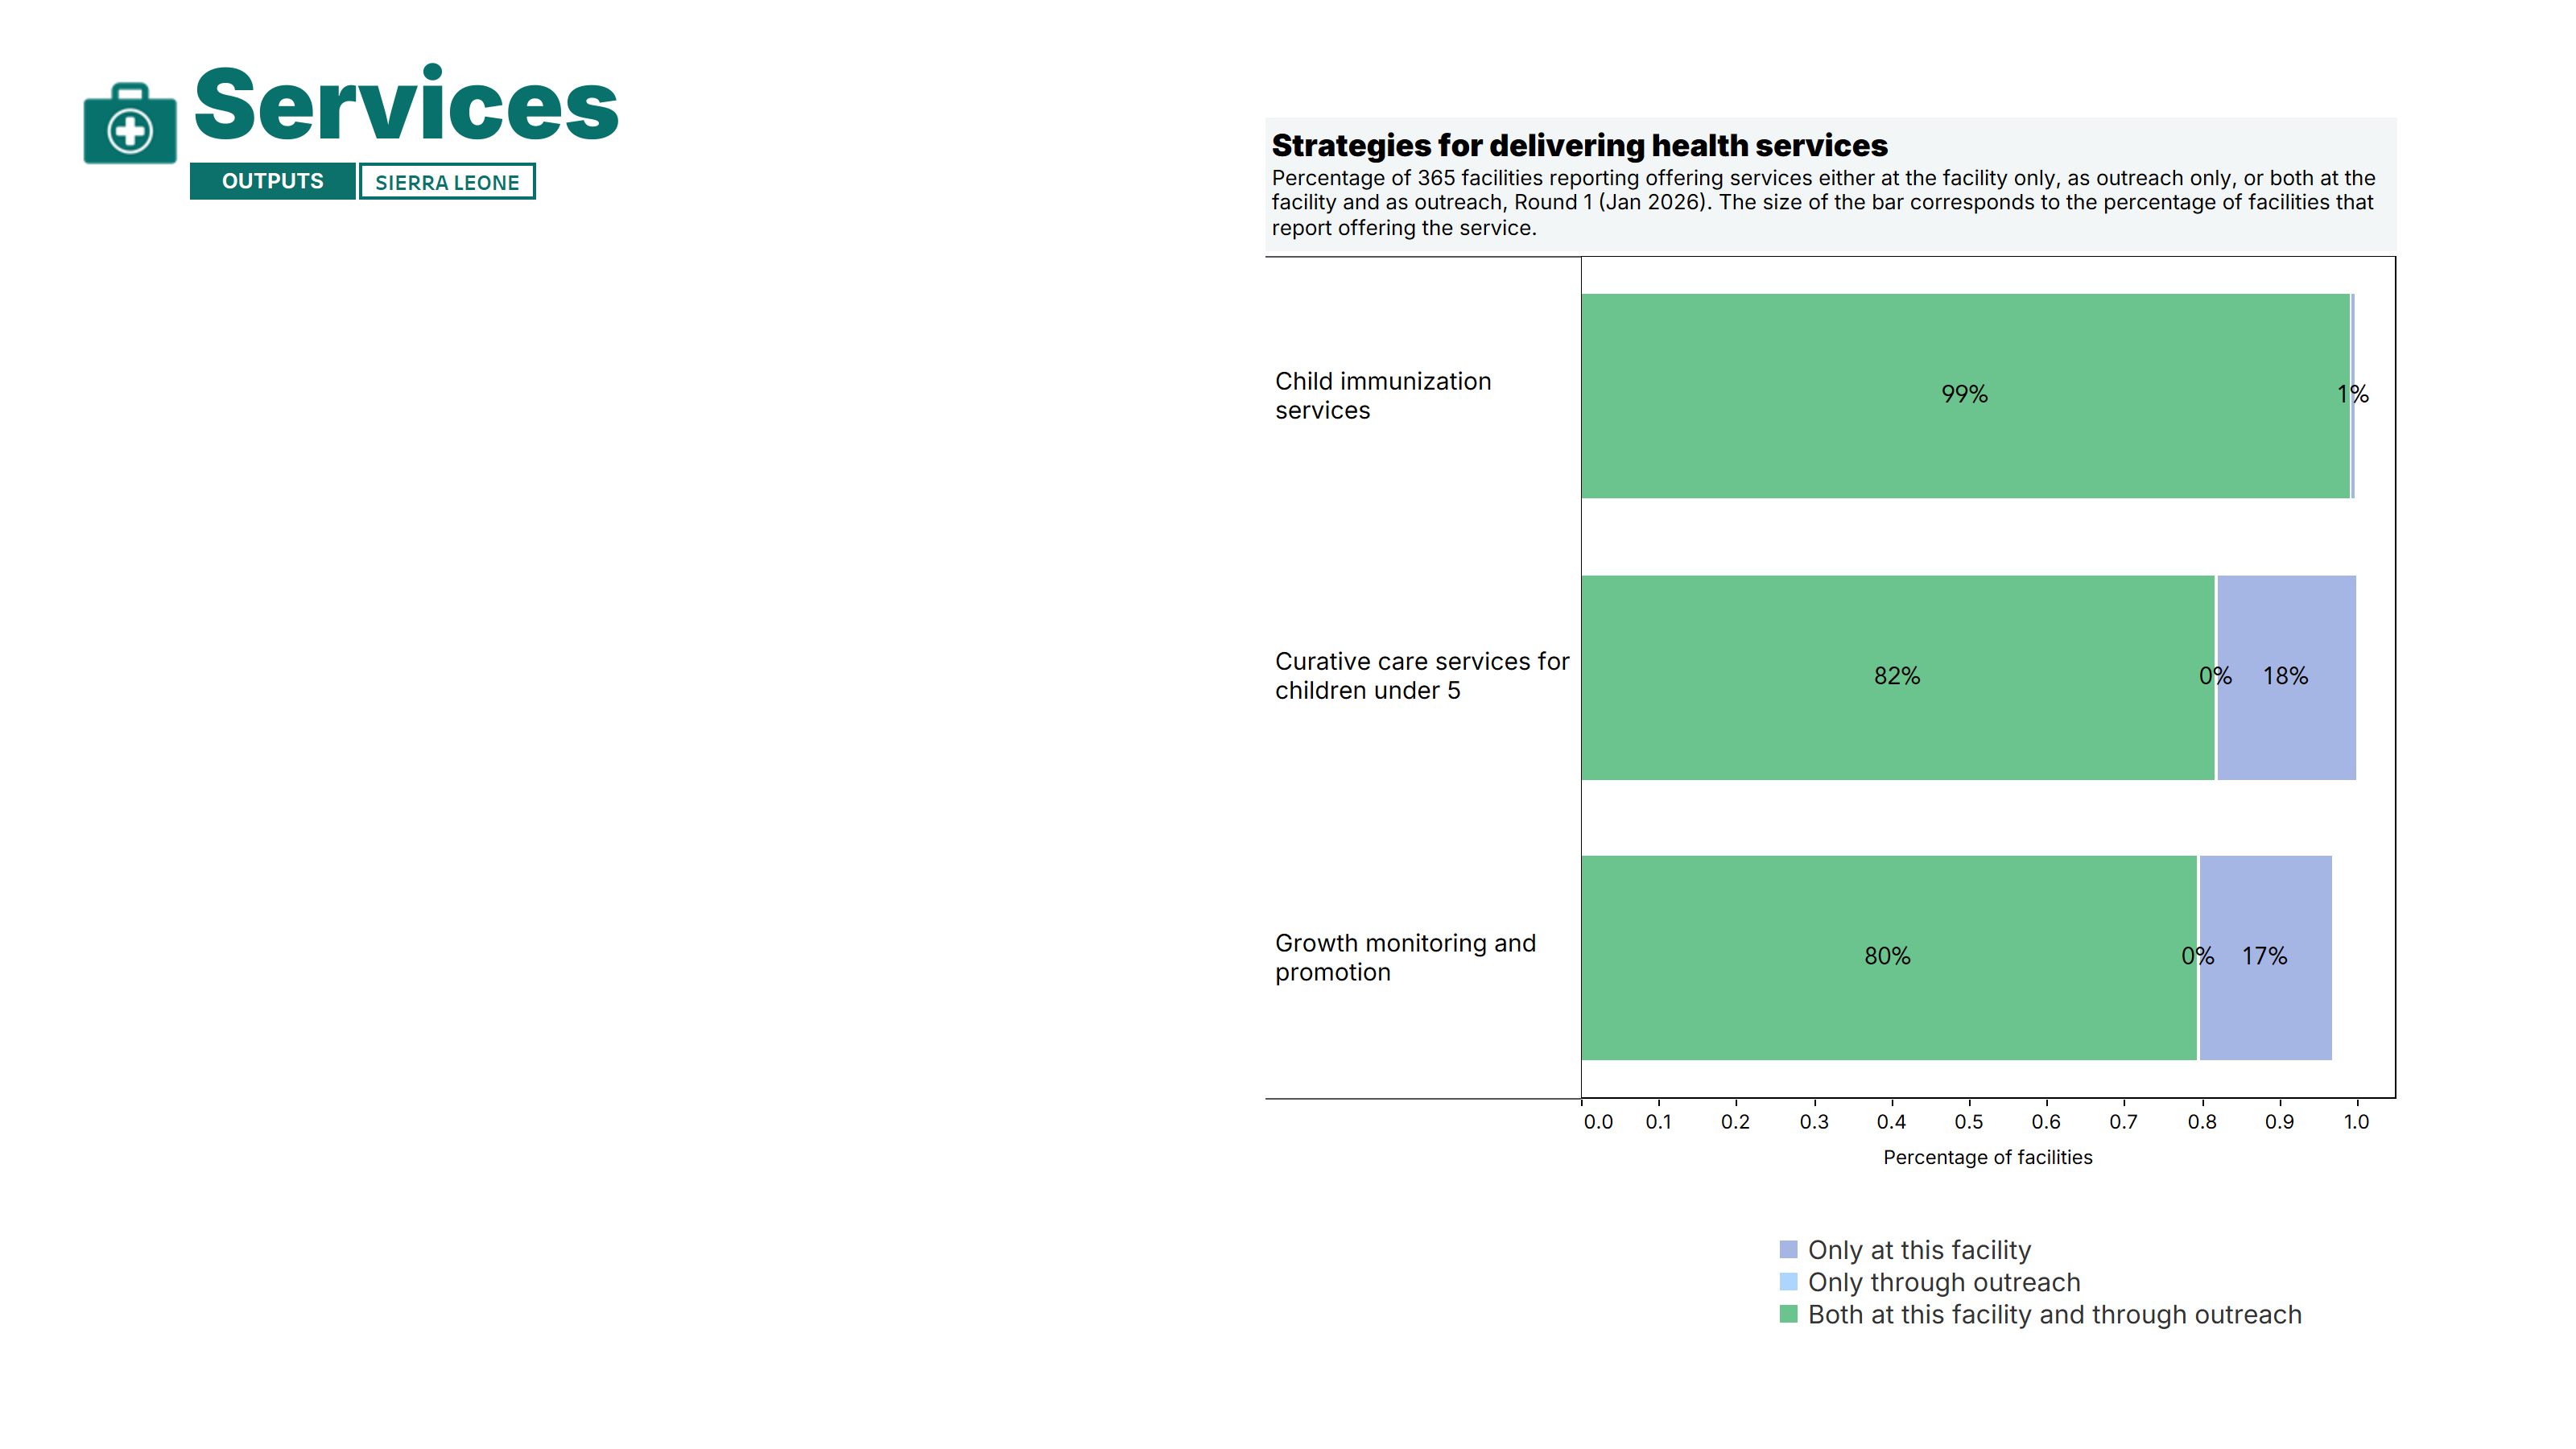 Services
OUTPUTS
SIERRA LEONE
Strategies for delivering health services
Percentage of 365 facilities reporting offering services either at the facility only, as outreach only, or both at the
facility and as outreach, Round 1 (Jan 2026). The size of the bar corresponds to the percentage of facilities that
report offering the service.
Child immunization
services
99%
1%
Curative care services for
children under 5
82%
0%
18%
Growth monitoring and
promotion
80%
0%
17%
0.0
0.1
0.2
0.3
0.4
0.5
0.6
0.7
0.8
0.9
1.0
Percentage of facilities
Only at this facility
Only through outreach
Both at this facility and through outreach